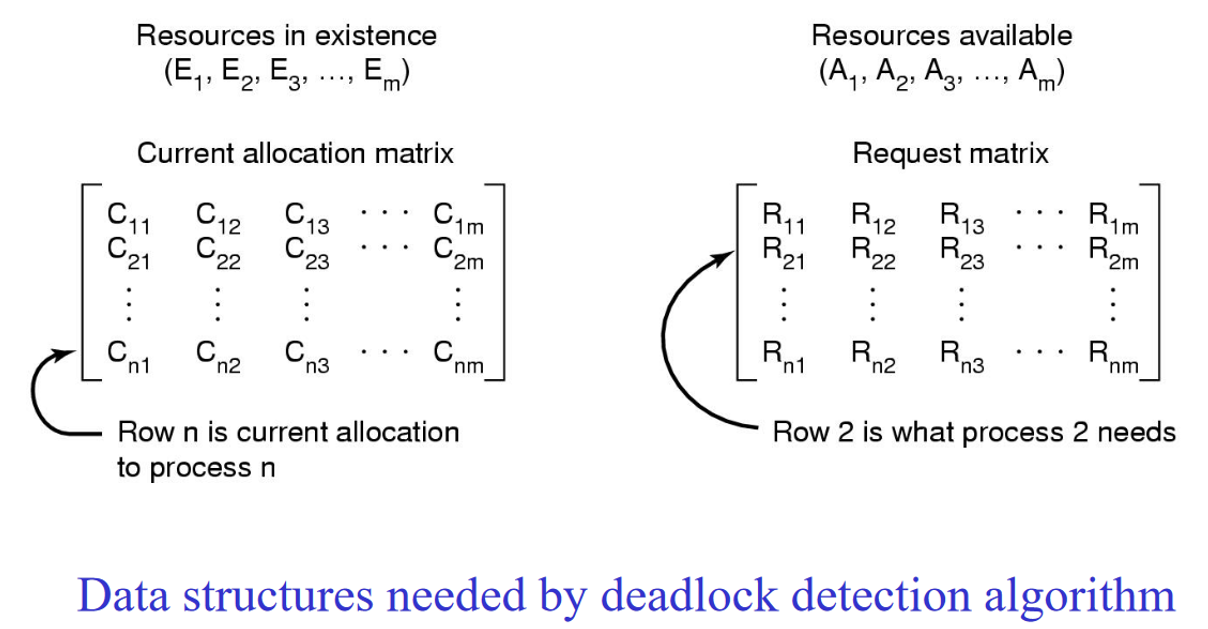 Resources in existence
(E₁, E₂, E₃, ..., Eₘ)
Resources available
(A₁, A₂, A₃, ..., Aₘ)
Current allocation matrix
C₁₁ C₁₂ C₁₃ · · · C₁ₘ
C₂₁ C₂₂ C₂₃ · · · C₂ₘ
⋮ ⋮ ⋮ ⋮
Cₙ₁ Cₙ₂ Cₙ₃ · · · Cₙₘ
Row n is current allocation
to process n
Request matrix
R₁₁ R₁₂ R₁₃ · · · R₁ₘ
R₂₁ R₂₂ R₂₃ · · · R₂ₘ
⋮ ⋮ ⋮ ⋮
Rₙ₁ Rₙ₂ Rₙ₃ · · · Rₙₘ
Row 2 is what process 2 needs
Data structures needed by deadlock detection algorithm